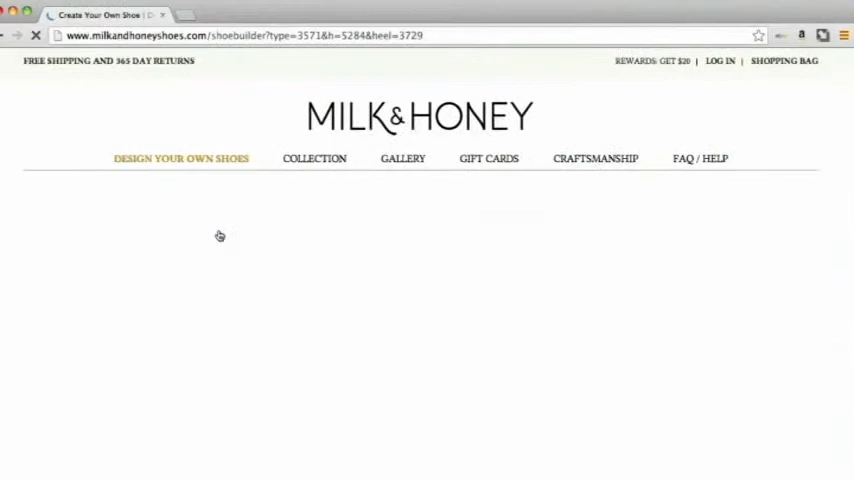 Create Your Own Shoe | D
www.milkandhoneyshoes.com/shoebuilder?type=3571&h=5284&heel=3729
FREE SHIPPING AND 365 DAY RETURNS
REWARDS: GET $20 | LOG IN | SHOPPING BAG
MILK & HONEY
DESIGN YOUR OWN SHOES COLLECTION GALLERY GIFT CARDS CRAFTSMANSHIP FAQ / HELP